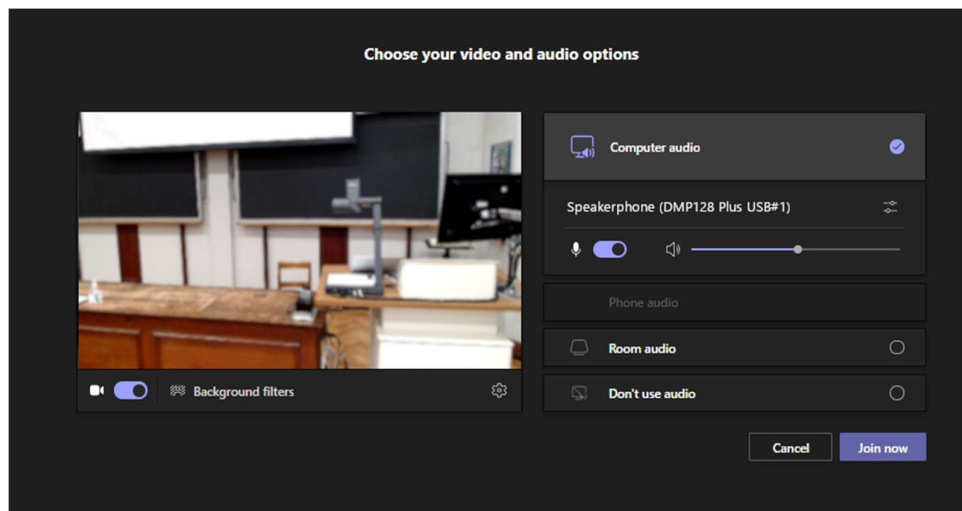 Choose your video and audio options
Computer audio
Speakerphone (DMP128 Plus USB#1)
Phone audio
Room audio
Don't use audio
Background filters
Cancel
Join now